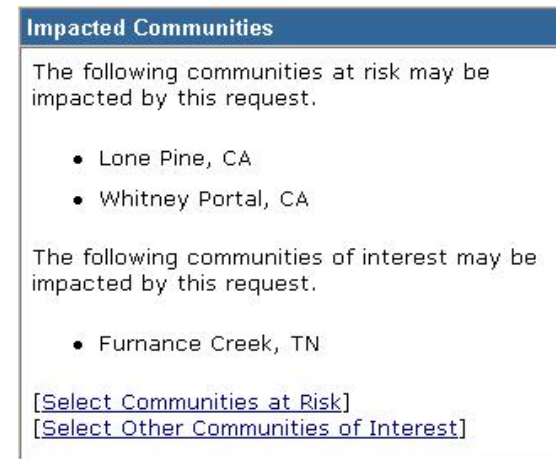 Impacted Communities
The following communities at risk may be
impacted by this request.
• Lone Pine, CA
• Whitney Portal, CA
The following communities of interest may be
impacted by this request.
• Furnance Creek, TN
[Select Communities at Risk]
[Select Other Communities of Interest]